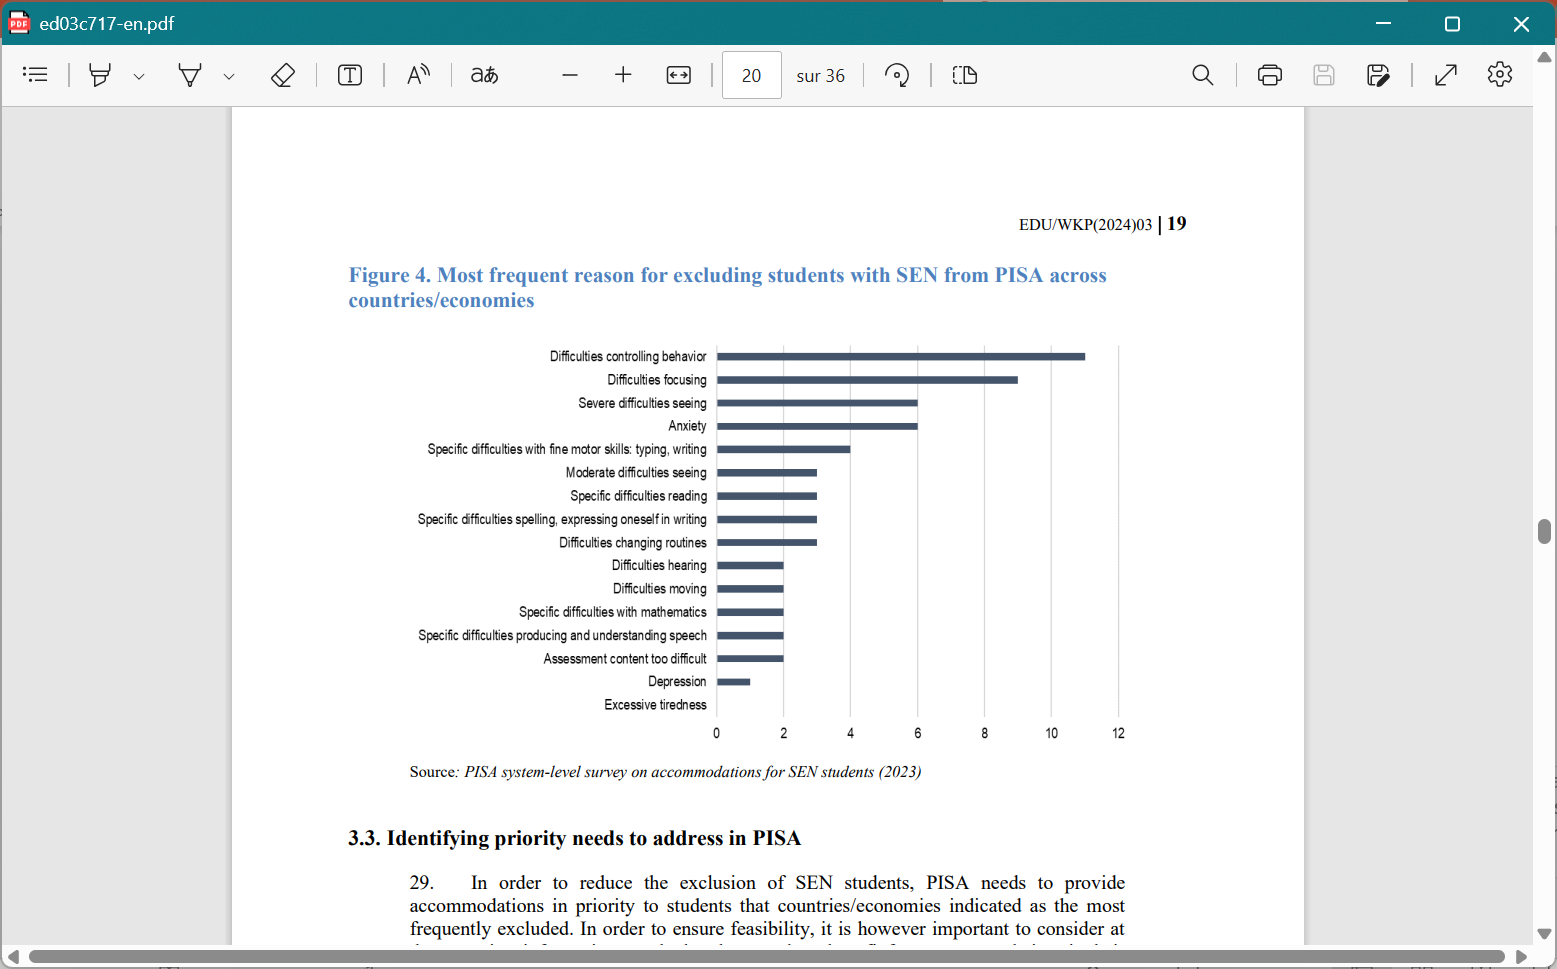 ed03c717-en.pdf
20 sur 36
EDU/WKP(2024)03 | 19
Figure 4. Most frequent reason for excluding students with SEN from PISA across
countries/economies
Difficulties controlling behavior
Difficulties focusing
Severe difficulties seeing
Anxiety
Specific difficulties with fine motor skills: typing, writing
Moderate difficulties seeing
Specific difficulties reading
Specific difficulties spelling, expressing oneself in writing
Difficulties changing routines
Difficulties hearing
Difficulties moving
Specific difficulties with mathematics
Specific difficulties producing and understanding speech
Assessment content too difficult
Depression
Excessive tiredness
0 2 4 6 8 10 12
Source: PISA system-level survey on accommodations for SEN students (2023)
3.3. Identifying priority needs to address in PISA
29. In order to reduce the exclusion of SEN students, PISA needs to provide
accommodations in priority to students that countries/economies indicated as the most
frequently excluded. In order to ensure feasibility, it is however important to consider at